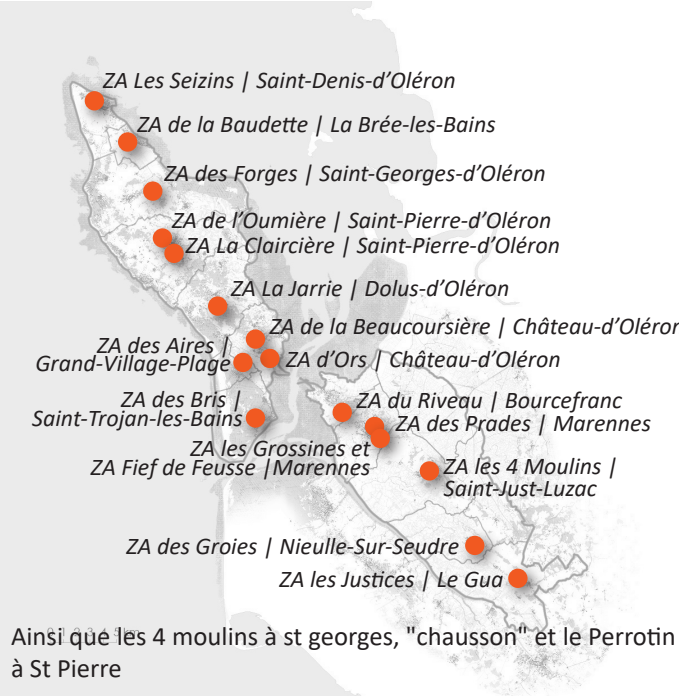 ZA Les Seizins | Saint-Denis-d’Oléron
ZA de la Baudette | La Brée-les-Bains
ZA des Forges | Saint-Georges-d’Oléron
ZA de l’Oumière | Saint-Pierre-d’Oléron
ZA La Claircière | Saint-Pierre-d’Oléron
ZA La Jarrie | Dolus-d’Oléron
ZA de la Beaucoursière | Château-d’Oléron
ZA des Aires |
Grand-Village-Plage
ZA d’Ors | Château-d’Oléron
ZA des Bris |
Saint-Trojan-les-Bains
ZA du Riveau | Bourcefranc
ZA des Prades | Marennes
ZA les Grossines et
ZA Fief de Feusse |Marennes
ZA les 4 Moulins |
Saint-Just-Luzac
ZA des Groies | Nieulle-Sur-Seudre
ZA les Justices | Le Gua
Ainsi que les 4 moulins à st georges, "chausson" et le Perrotin
à St Pierre